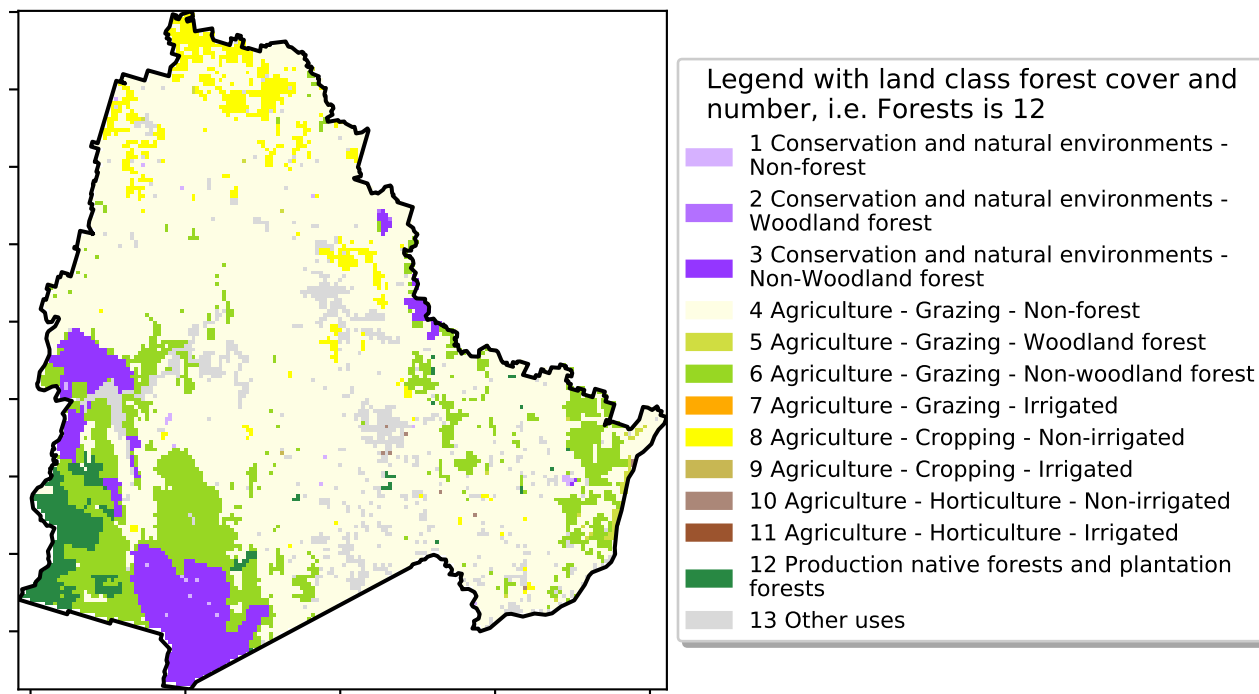 Legend with land class forest cover and
number, i.e. Forests is 12
1 Conservation and natural environments -
Non-forest
2 Conservation and natural environments -
Woodland forest
3 Conservation and natural environments -
Non-Woodland forest
4 Agriculture - Grazing - Non-forest
5 Agriculture - Grazing - Woodland forest
6 Agriculture - Grazing - Non-woodland forest
7 Agriculture - Grazing - Irrigated
8 Agriculture - Cropping - Non-irrigated
9 Agriculture - Cropping - Irrigated
10 Agriculture - Horticulture - Non-irrigated
11 Agriculture - Horticulture - Irrigated
12 Production native forests and plantation
forests
13 Other uses